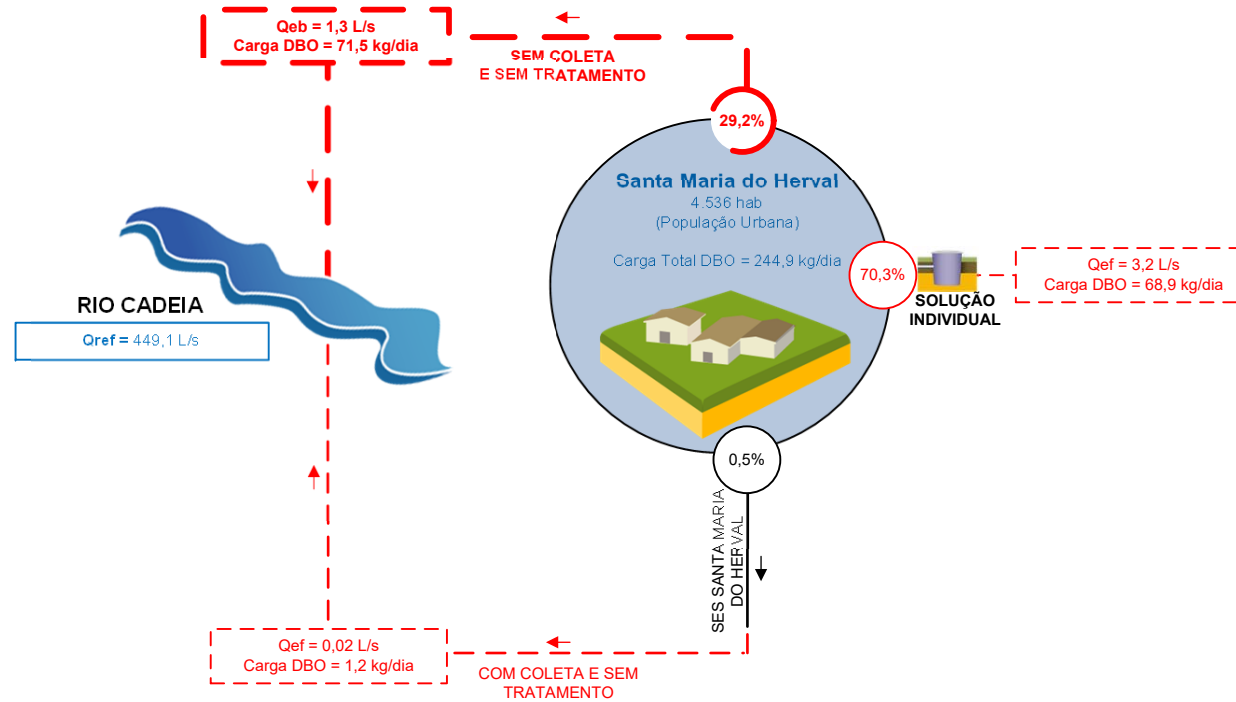 Qeb = 1,3 L/s
Carga DBO = 71,5 kg/dia
SEM COLETA
E SEM TRATAMENTO
29,2%
Santa Maria do Herval
4.536 hab
(População Urbana)
Carga Total DBO = 244,9 kg/dia
70,3%
SOLUÇÃO
INDIVIDUAL
Qef = 3,2 L/s
Carga DBO = 68,9 kg/dia
RIO CADEIA
Qref = 449,1 L/s
0,5%
SES SANTA MARIA
DO HERVAL
Qef = 0,02 L/s
Carga DBO = 1,2 kg/dia
COM COLETA E SEM
TRATAMENTO